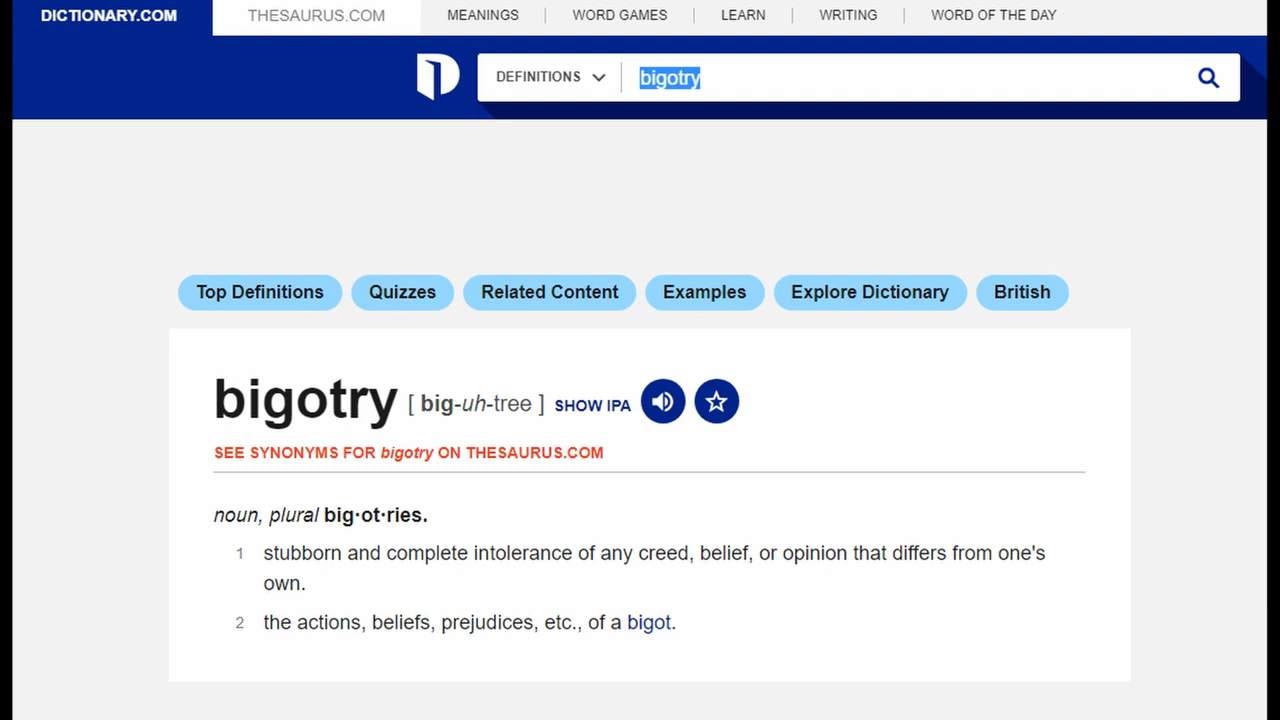 DICTIONARY.COM THESAURUS.COM MEANINGS WORD GAMES LEARN WRITING WORD OF THE DAY
DEFINITIONS bigotry
Top Definitions Quizzes Related Content Examples Explore Dictionary British
bigotry [ big-uh-tree ] SHOW IPA
SEE SYNONYMS FOR bigotry ON THESAURUS.COM
noun, plural big·ot·ries.
1 stubborn and complete intolerance of any creed, belief, or opinion that differs from one's
own.
2 the actions, beliefs, prejudices, etc., of a bigot.